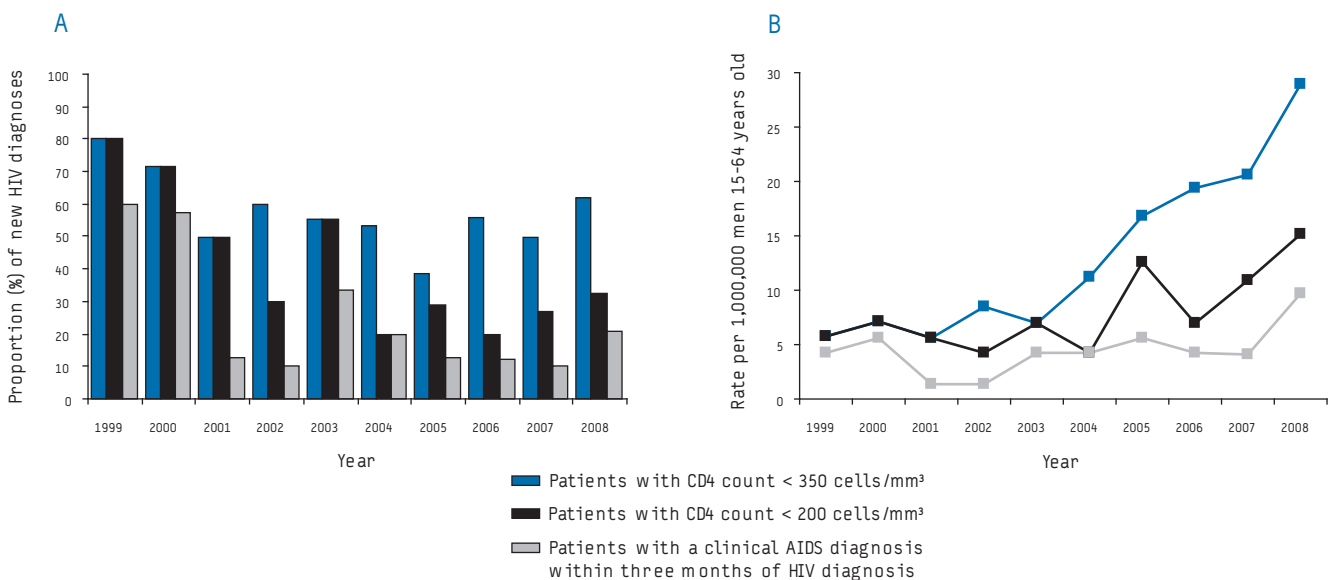 A
Proportion (%) of new HIV diagnoses
100
90
80
70
60
50
40
30
20
10
0
1999 2000 2001 2002 2003 2004 2005 2006 2007 2008
Year
B
Rate per 1,000,000 men 15-64 years old
30
25
20
15
10
5
0
1999 2000 2001 2002 2003 2004 2005 2006 2007 2008
Year
Patients with CD4 count < 350 cells/mm³
Patients with CD4 count < 200 cells/mm³
Patients with a clinical AIDS diagnosis
within three months of HIV diagnosis